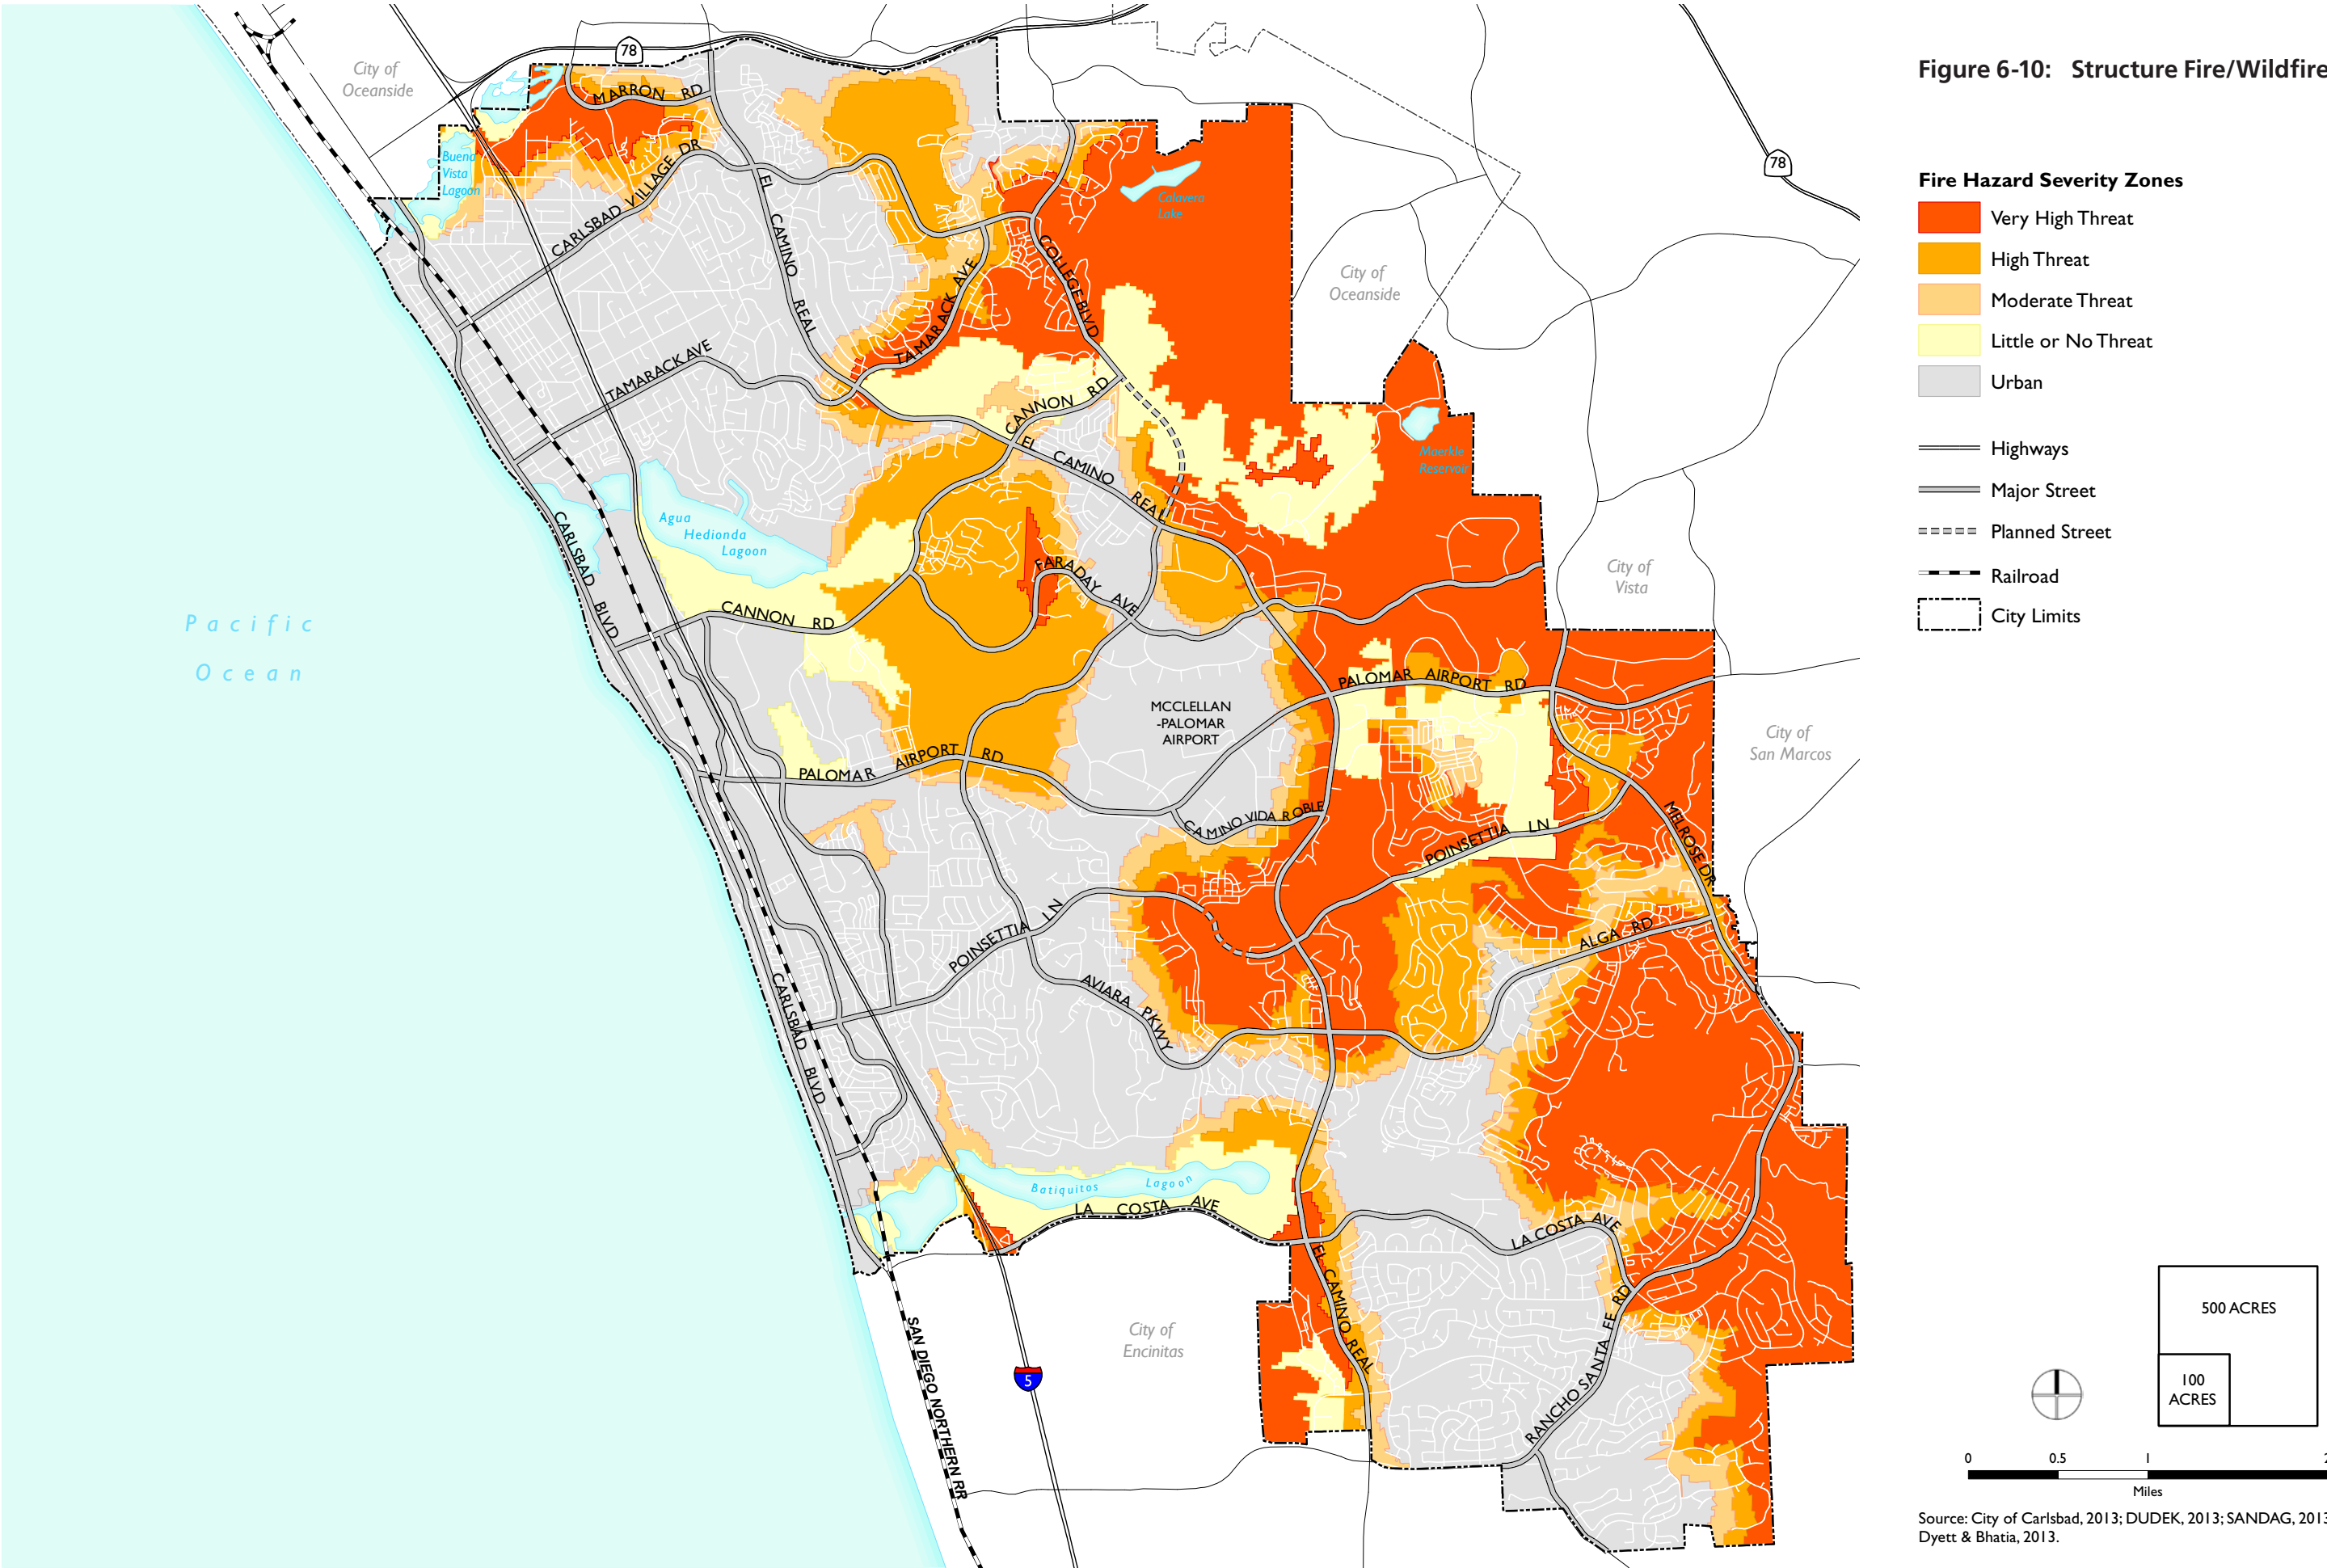 Figure 6-10: Structure Fire/Wildfire
Fire Hazard Severity Zones
Very High Threat
High Threat
Moderate Threat
Little or No Threat
Urban
Highways
Major Street
Planned Street
Railroad
City Limits
78
78
City of
Oceanside
MARRON RD
Buena
Vista
Lagoon
CARLSBAD VILLAGE DR
EL CAMINO REAL
Calavera
Lake
COLLEGE BLVD
TAMARACK AVE
TAMARACK AVE
City of
Oceanside
CANNON RD
EL CAMINO REAL
Maerkle
Reservoir
Agua
Hedionda
Lagoon
CARLSBAD BLVD
FARADAY AVE
CANNON RD
City of
Vista
Pacific
Ocean
PALOMAR AIRPORT RD
MCCLELLAN
-PALOMAR
AIRPORT
City of
San Marcos
PALOMAR AIRPORT RD
CAMINO VIDA ROBLE
POINSETTIA LN
MELROSE DR
POINSETTIA LN
ALGA RD
AVIARA PKWY
CARLSBAD BLVD
Batiquitos Lagoon
LA COSTA AVE
LA COSTA AVE
EL CAMINO REAL
RANCHO SANTA FE RD
City of
Encinitas
SAN DIEGO NORTHERN RR
5
500 ACRES
100
ACRES
0 0.5 1 2
Miles
Source: City of Carlsbad, 2013; DUDEK, 2013; SANDAG, 2013
Dyett & Bhatia, 2013.